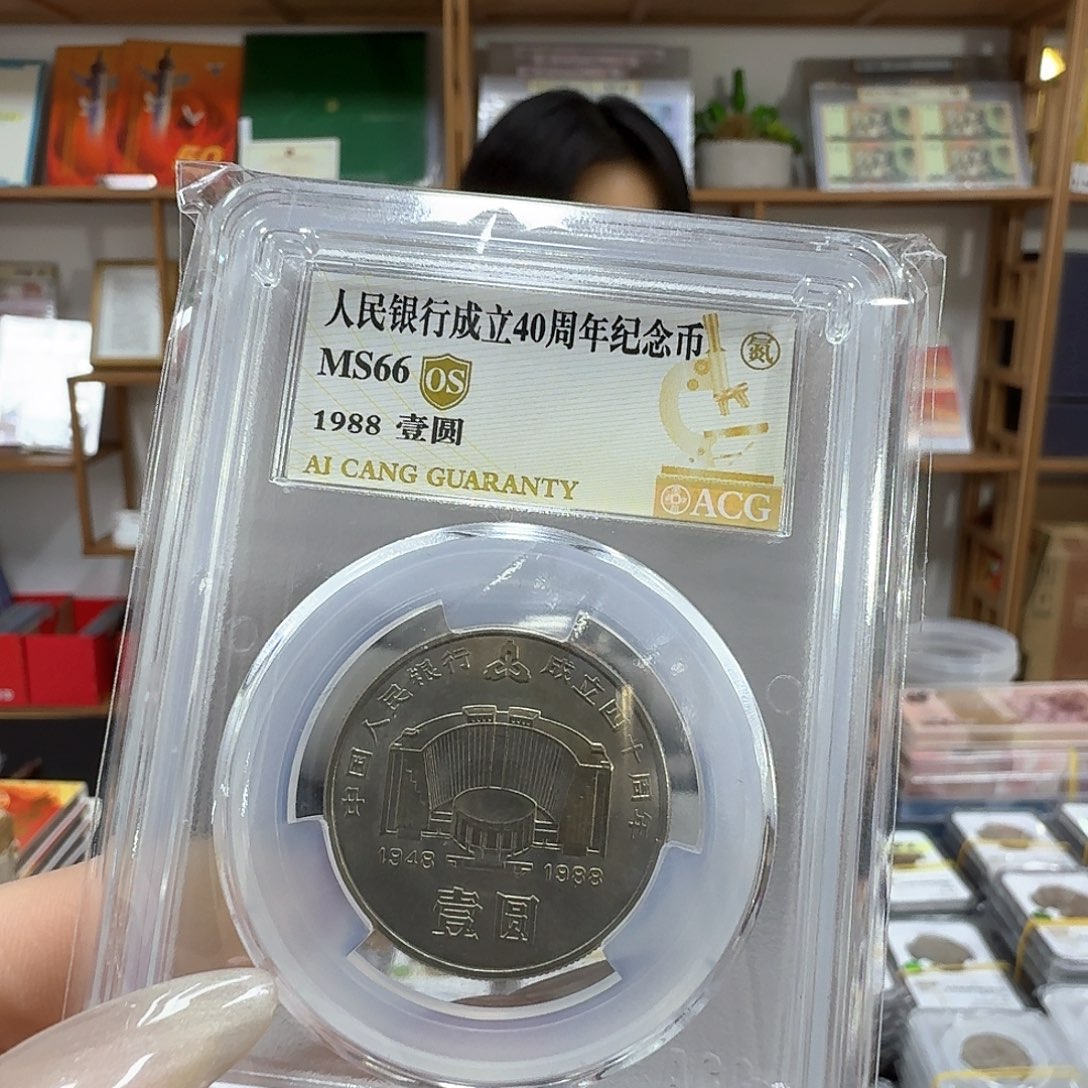 人民银行成立40周年纪念币
氮
MS66 OS
1988 壹圆
AI CANG GUARANTY
ACG
中国人民银行 成立四十周年
1948
1988
壹圆
50